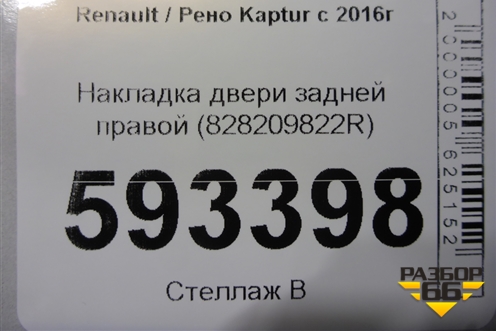 Renault / Рено Kaptur с 2016г
Накладка двери задней
правой (828209822R)
593398
Стеллаж В
2000005625152
РАЗБОР
66